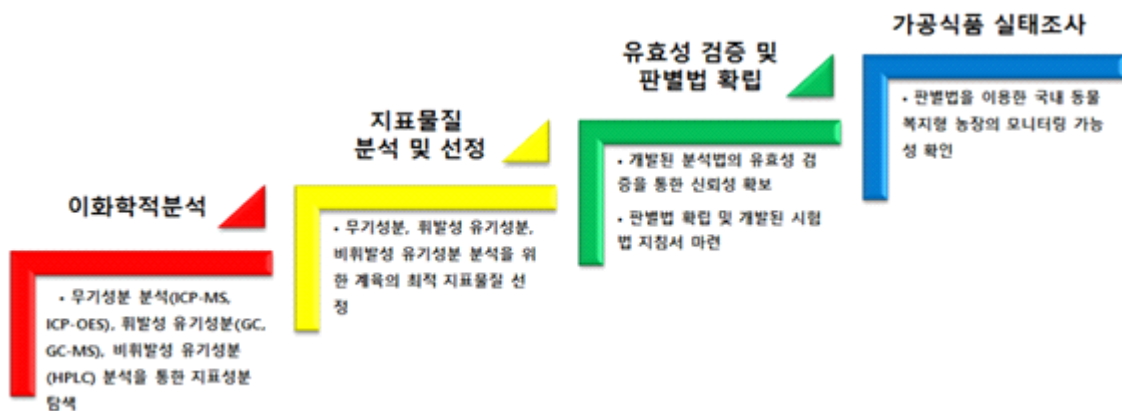 이화학적분석
• 무기성분 분석(ICP-MS,
ICP-OES), 휘발성 유기성분(GC,
GC-MS), 비휘발성 유기성분
(HPLC) 분석을 통한 지표성분
탐색
지표물질
분석 및 선정
• 무기성분, 휘발성 유기성분,
비휘발성 유기성분 분석을 위
한 계육의 최적 지표물질 선
정
유효성 검증 및
판별법 확립
• 개발된 분석법의 유효성 검
증을 통한 신뢰성 확보
• 판별법 확립 및 개발된 시험
법 지침서 마련
가공식품 실태조사
• 판별법을 이용한 국내 동물
복지형 농장의 모니터링 가능
성 확인